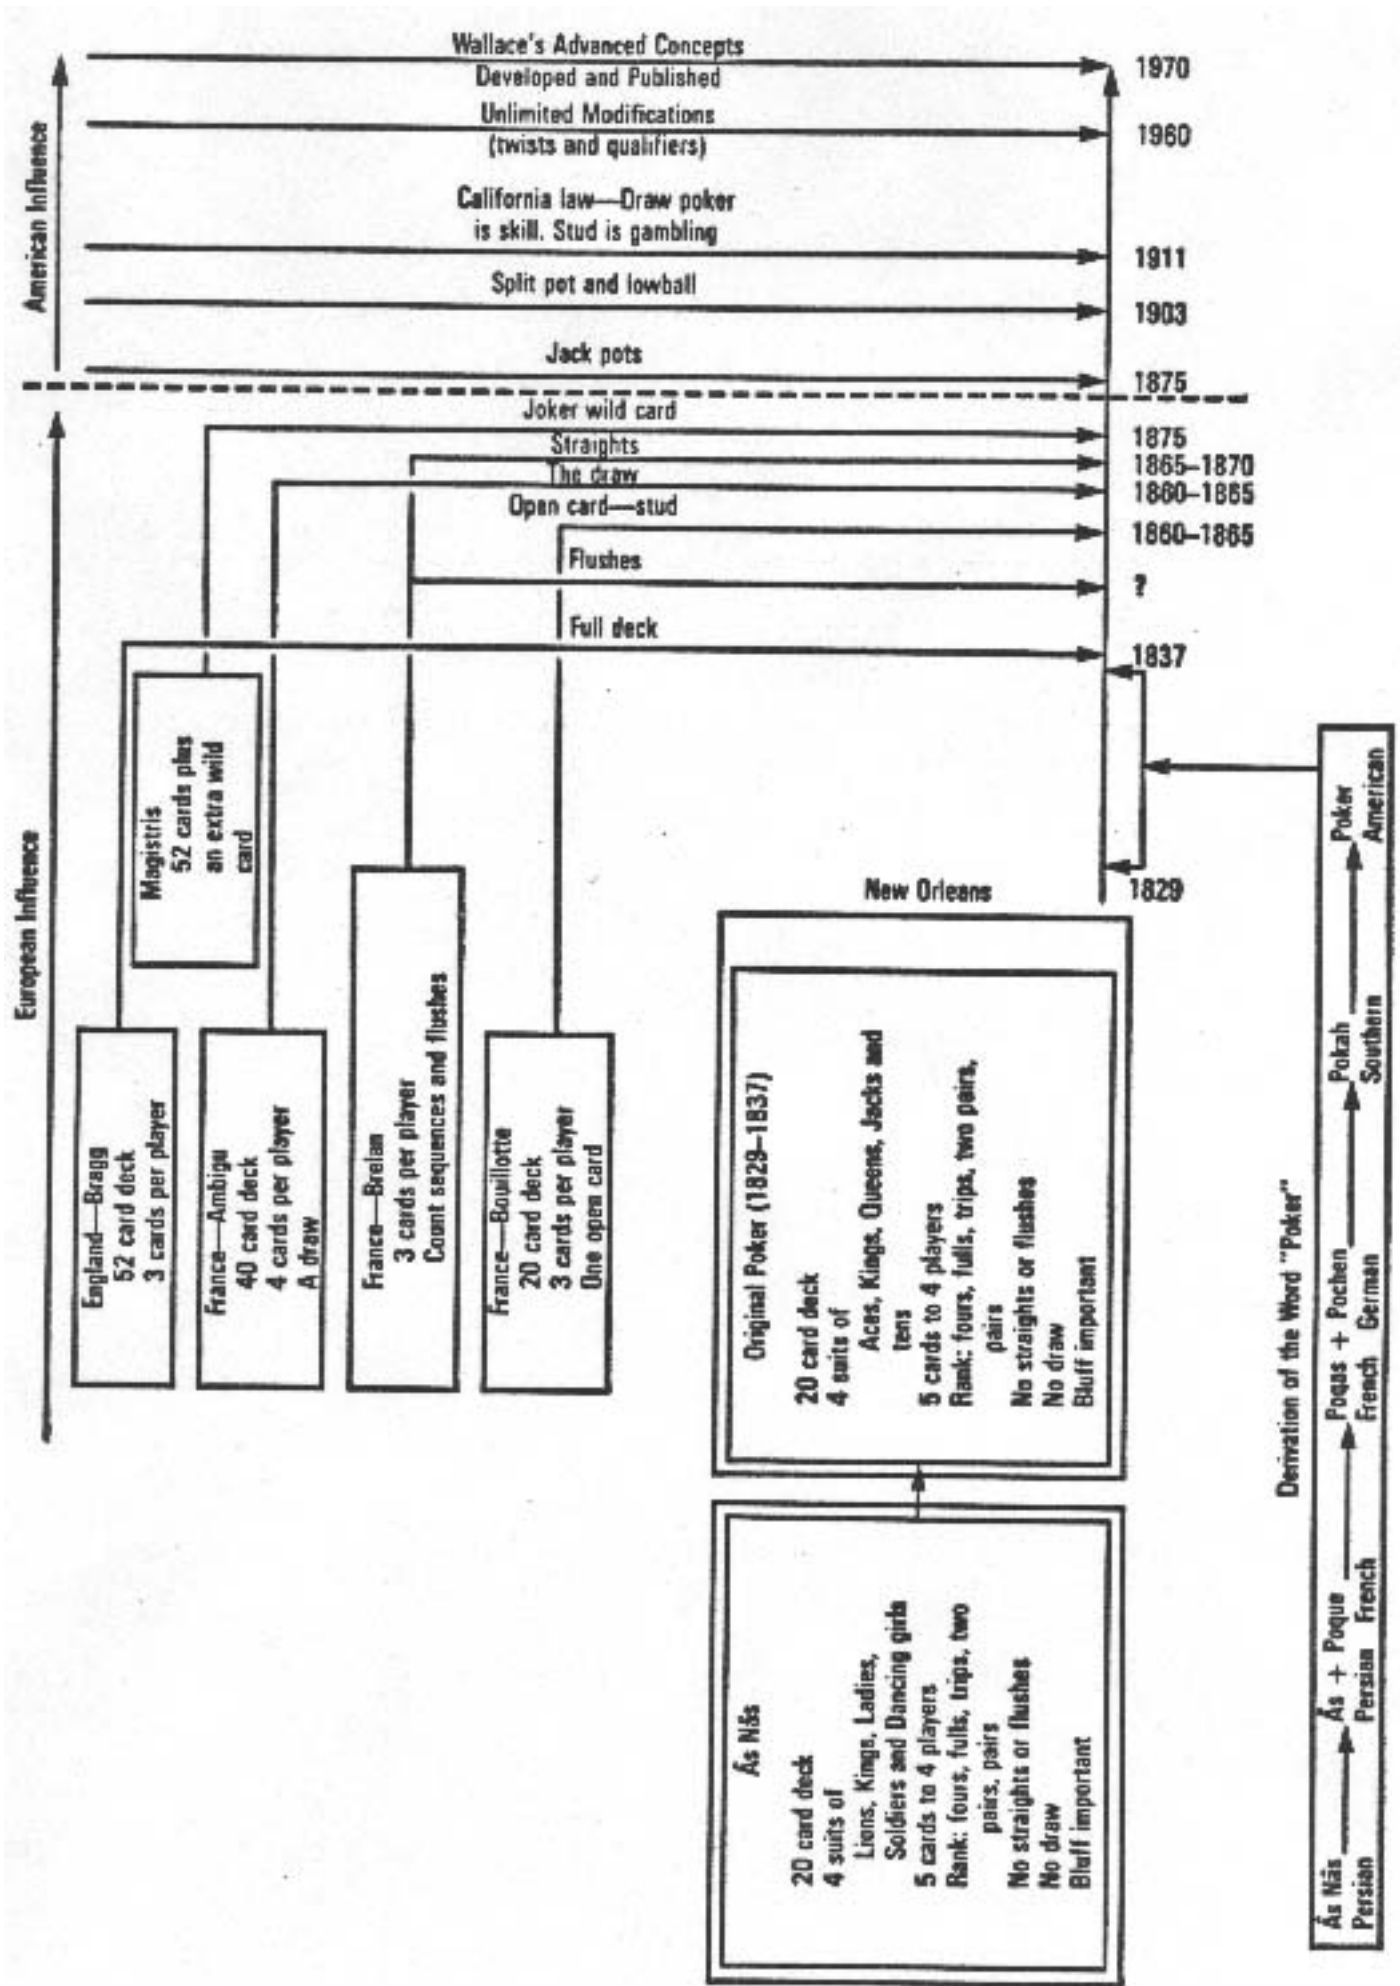 Wallace's Advanced Concepts
Developed and Published
1970
Unlimited Modifications
(twists and qualifiers)
1960
California law—Draw poker
is skill. Stud is gambling
1911
Split pot and lowball
1903
Jack pots
1875
American Influence
Joker wild card
1875
Straights
1865–1870
The draw
1860–1865
Open card—stud
1860–1865
Flushes
?
Full deck
1837
European Influence
Magistris
52 cards plus
an extra wild
card
England—Bragg
52 card deck
3 cards per player
France—Ambigu
40 card deck
4 cards per player
A draw
France—Brelan
3 cards per player
Count sequences and flushes
France—Bouillotte
20 card deck
3 cards per player
One open card
New Orleans
1829
Original Poker (1829–1837)
20 card deck
4 suits of
Aces, Kings, Queens, Jacks and
tens
5 cards to 4 players
Rank: fours, fulls, trips, two pairs,
pairs
No straights or flushes
No draw
Bluff important
Ás Nâs
20 card deck
4 suits of
Lions, Kings, Ladies,
Soldiers and Dancing girls
5 cards to 4 players
Rank: fours, fulls, trips, two
pairs, pairs
No straights or flushes
No draw
Bluff important
Derivation of the Word "Poker"
Ás Nâs
Persian
Ás + Poque
Persian French
Poqas + Pochen
French German
Pokah
Southern
Poker
American